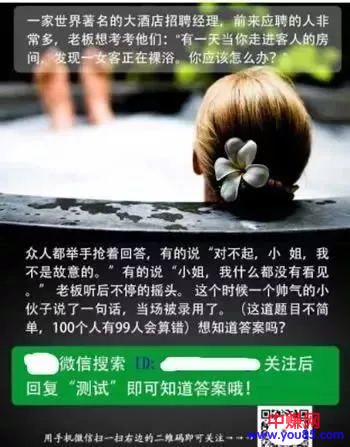 一家世界著名的大酒店招聘经理，前来应聘的人非
常多，老板想考考他们：“有一天当你走进客人的房
间，发现一女客正在裸浴。你应该怎么办？”
众人都举手抢着回答，有的说“对不起，小 姐，我
不是故意的。” 有的说 “小姐，我什么都没有看见
。” 老板听后不停的摇头。 这个时候一个帅气的小
伙子说了一句话，当场被录用了。（这道题目不简
单，100个人有99人会算错）想知道答案吗？
微信搜索 ID: 关注后
回复“测试”即可知道答案哦！
用手机微信扫一扫右边的二维码即可关注
中赚网
www.you85.com